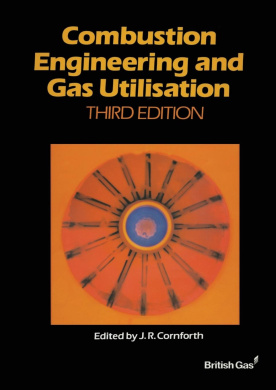 Combustion
Engineering and
Gas Utilisation
THIRD EDITION
Edited by J. R. Cornforth
British Gas